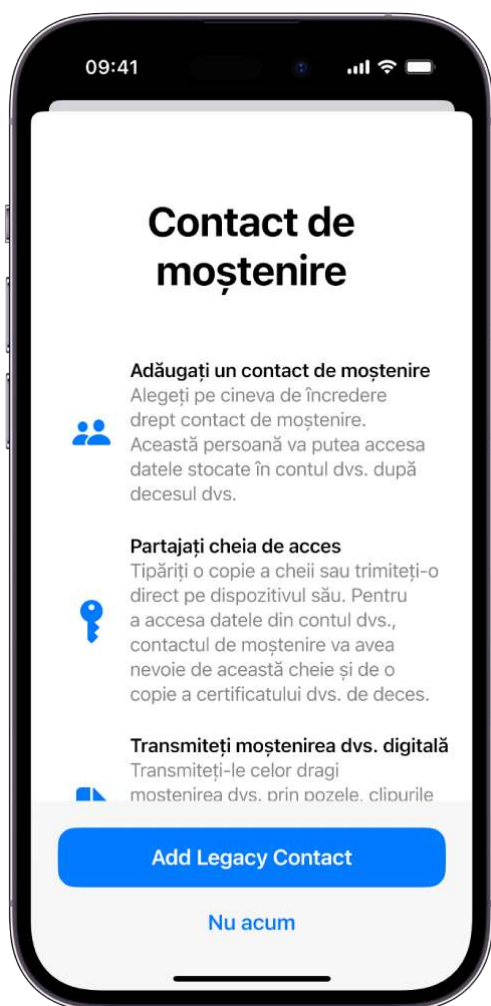 09:41
Contact de
moștenire
Adăugați un contact de moștenire
Alegeți pe cineva de încredere
drept contact de moștenire.
Această persoană va putea accesa
datele stocate în contul dvs. după
decesul dvs.
Partajați cheia de acces
Tipăriți o copie a cheii sau trimiteți-o
direct pe dispozitivul său. Pentru
a accesa datele din contul dvs.,
contactul de moștenire va avea
nevoie de această cheie și de o
copie a certificatului dvs. de deces.
Transmiteți moștenirea dvs. digitală
Transmiteți-le celor dragi
moștenirea dvs. prin pozele, clipurile
Add Legacy Contact
Nu acum